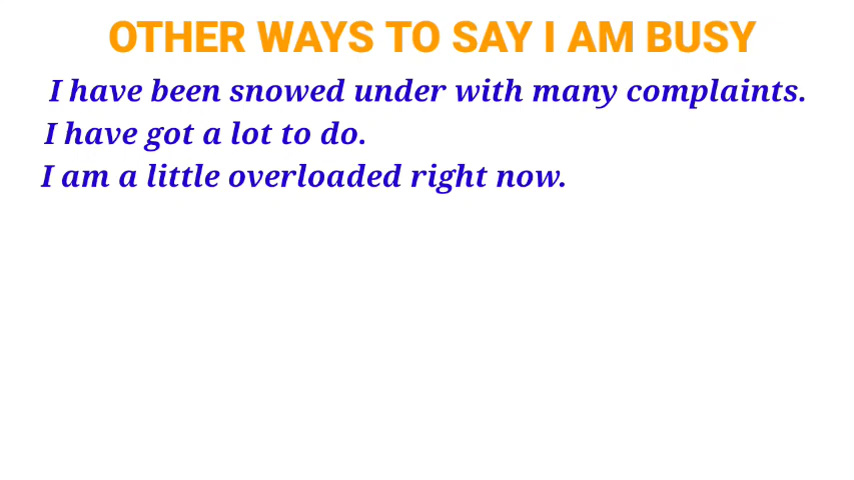 OTHER WAYS TO SAY I AM BUSY
I have been snowed under with many complaints.
I have got a lot to do.
I am a little overloaded right now.